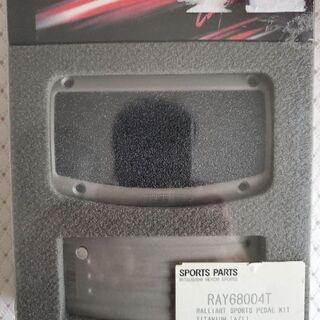 SPORTS PARTS
MITSUBISHI MOTOR SPORTS
RAY68004T
RALLIART SPORTS PEDAL KIT
TITANIUM (A/T)